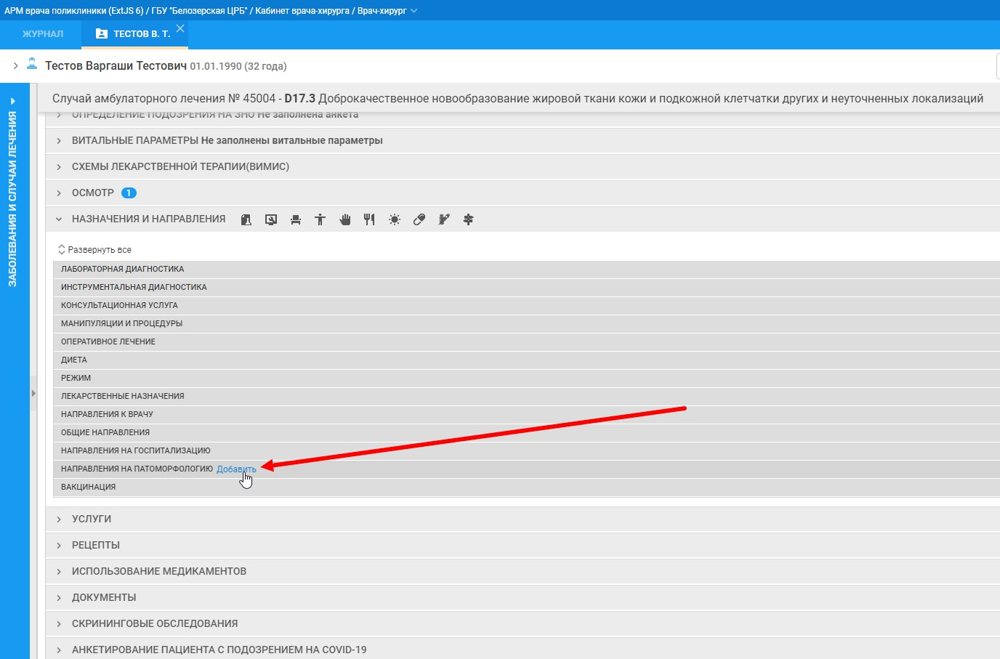 АРМ врача поликлиники (ExtJS 6) / ГБУ "Белозерская ЦРБ" / Кабинет врача-хирурга / Врач-хирург
ЖУРНАЛ
ТЕСТОВ В. Т.
Тестов Варгаши Тестович 01.01.1990 (32 года)
ЗАБОЛЕВАНИЯ И СЛУЧАИ ЛЕЧЕНИЯ
Случай амбулаторного лечения № 45004 - D17.3 Доброкачественное новообразование жировой ткани кожи и подкожной клетчатки других и неуточненных локализаций
ОПРЕДЕЛЕНИЕ ПОДОЗРЕНИЯ НА ЗНО Не заполнена анкета
ВИТАЛЬНЫЕ ПАРАМЕТРЫ Не заполнены витальные параметры
СХЕМЫ ЛЕКАРСТВЕННОЙ ТЕРАПИИ(ВИМИС)
ОСМОТР 1
НАЗНАЧЕНИЯ И НАПРАВЛЕНИЯ
Развернуть все
ЛАБОРАТОРНАЯ ДИАГНОСТИКА
ИНСТРУМЕНТАЛЬНАЯ ДИАГНОСТИКА
КОНСУЛЬТАЦИОННАЯ УСЛУГА
МАНИПУЛЯЦИИ И ПРОЦЕДУРЫ
ОПЕРАТИВНОЕ ЛЕЧЕНИЕ
ДИЕТА
РЕЖИМ
ЛЕКАРСТВЕННЫЕ НАЗНАЧЕНИЯ
НАПРАВЛЕНИЯ К ВРАЧУ
ОБЩИЕ НАПРАВЛЕНИЯ
НАПРАВЛЕНИЯ НА ГОСПИТАЛИЗАЦИЮ
НАПРАВЛЕНИЯ НА ПАТОМОРФОЛОГИЮ Добавить
ВАКЦИНАЦИЯ
УСЛУГИ
РЕЦЕПТЫ
ИСПОЛЬЗОВАНИЕ МЕДИКАМЕНТОВ
ДОКУМЕНТЫ
СКРИНИНГОВЫЕ ОБСЛЕДОВАНИЯ
АНКЕТИРОВАНИЕ ПАЦИЕНТА С ПОДОЗРЕНИЕМ НА COVID-19